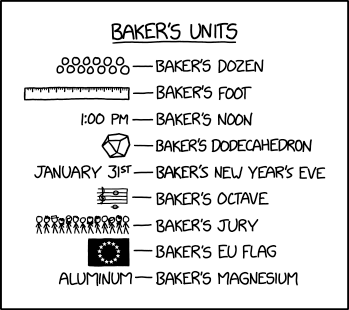 BAKER'S UNITS
BAKER'S DOZEN
BAKER'S FOOT
1:00 PM — BAKER'S NOON
BAKER'S DODECAHEDRON
JANUARY 31ST — BAKER'S NEW YEAR'S EVE
BAKER'S OCTAVE
BAKER'S JURY
BAKER'S EU FLAG
ALUMINUM — BAKER'S MAGNESIUM